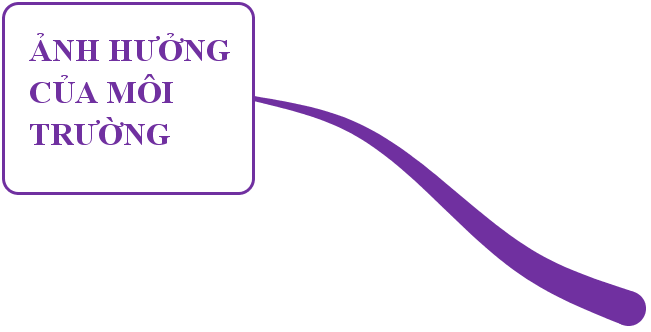 ẢNH HƯỞNG
CỦA MÔI
TRƯỜNG